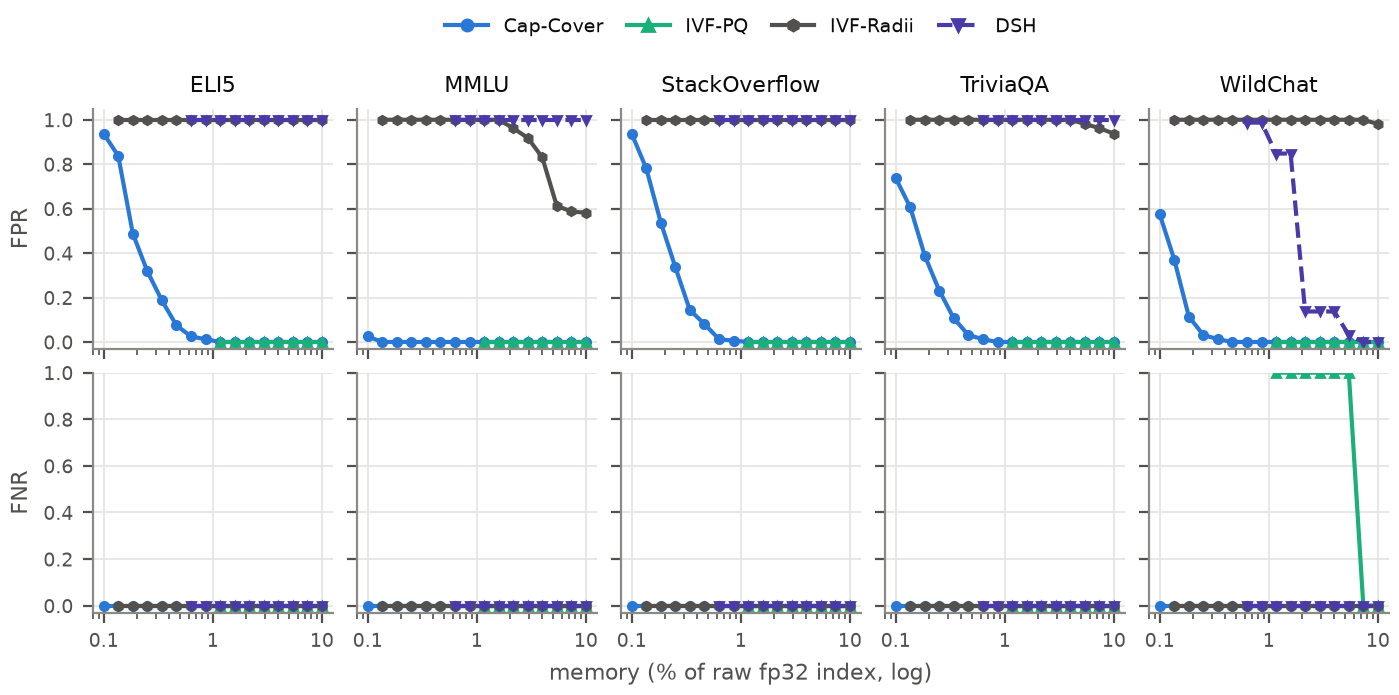 Cap-Cover IVF-PQ IVF-Radii DSH
ELI5 MMLU StackOverflow TriviaQA WildChat
FPR
1.0
0.8
0.6
0.4
0.2
0.0
FNR
1.0
0.8
0.6
0.4
0.2
0.0
0.1 1 10 0.1 1 10 0.1 1 10 0.1 1 10 0.1 1 10
memory (% of raw fp32 index, log)